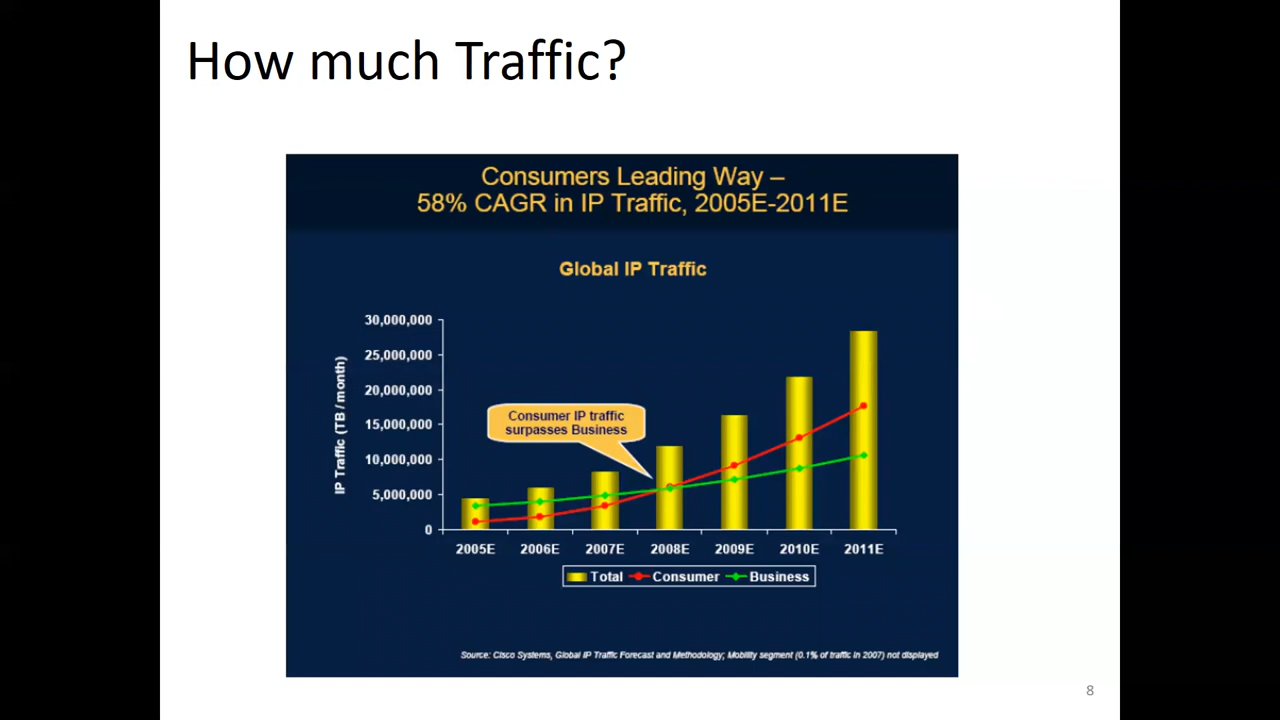 How much Traffic?
Consumers Leading Way –
58% CAGR in IP Traffic, 2005E-2011E
Global IP Traffic
IP Traffic (TB / month)
30,000,000
25,000,000
20,000,000
15,000,000
10,000,000
5,000,000
0
Consumer IP traffic
surpasses Business
2005E 2006E 2007E 2008E 2009E 2010E 2011E
Total Consumer Business
Source: Cisco Systems, Global IP Traffic Forecast and Methodology; Mobility segment (0.1% of traffic in 2007) not displayed
8